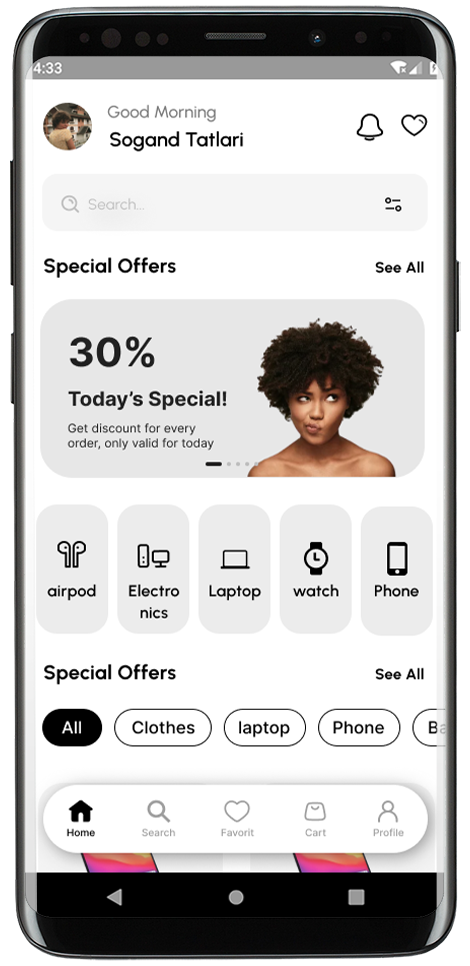 4:33
Good Morning
Sogand Tatlari
Search...
Special Offers
See All
30%
Today's Special!
Get discount for every
order, only valid for today
airpod
Electro
nics
Laptop
watch
Phone
Special Offers
See All
All
Clothes
laptop
Phone
Ba
Home
Search
Favorit
Cart
Profile